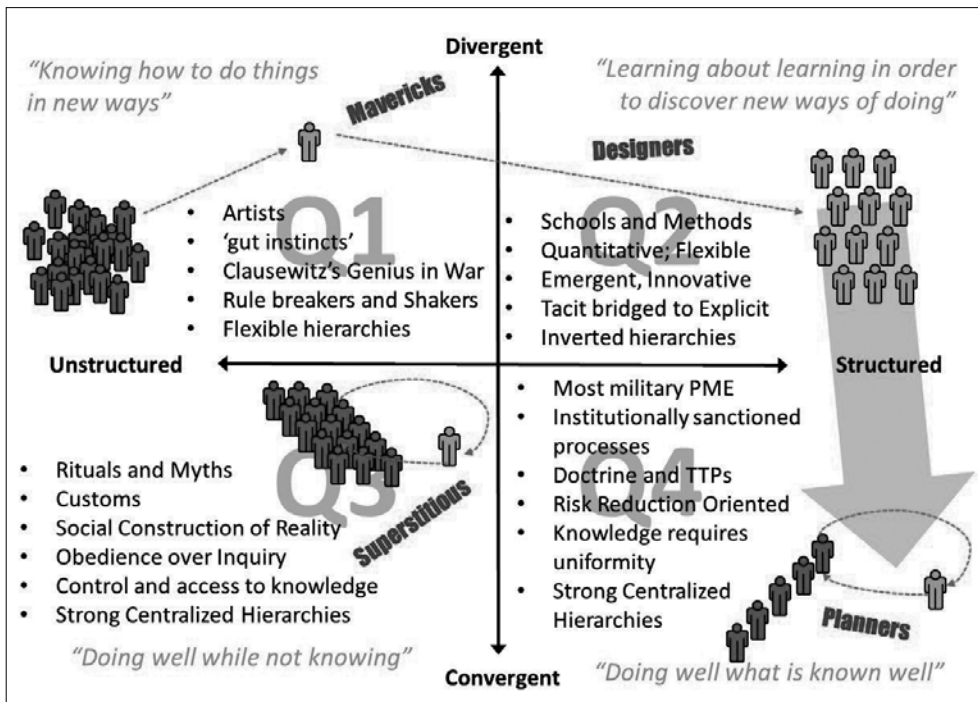 Divergent
“Knowing how to do things
in new ways”
Mavericks
“Learning about learning in order
to discover new ways of doing”
Designers
Q1
• Artists
• ‘gut instincts’
• Clausewitz’s Genius in War
• Rule breakers and Shakers
• Flexible hierarchies
Q2
• Schools and Methods
• Quantitative; Flexible
• Emergent, Innovative
• Tacit bridged to Explicit
• Inverted hierarchies
Unstructured
Structured
Q3
• Rituals and Myths
• Customs
• Social Construction of Reality
• Obedience over Inquiry
• Control and access to knowledge
• Strong Centralized Hierarchies
Superstitious
“Doing well while not knowing”
Q4
• Most military PME
• Institutionally sanctioned
processes
• Doctrine and TTPs
• Risk Reduction Oriented
• Knowledge requires
uniformity
• Strong Centralized
Hierarchies
Planners
“Doing well what is known well”
Convergent